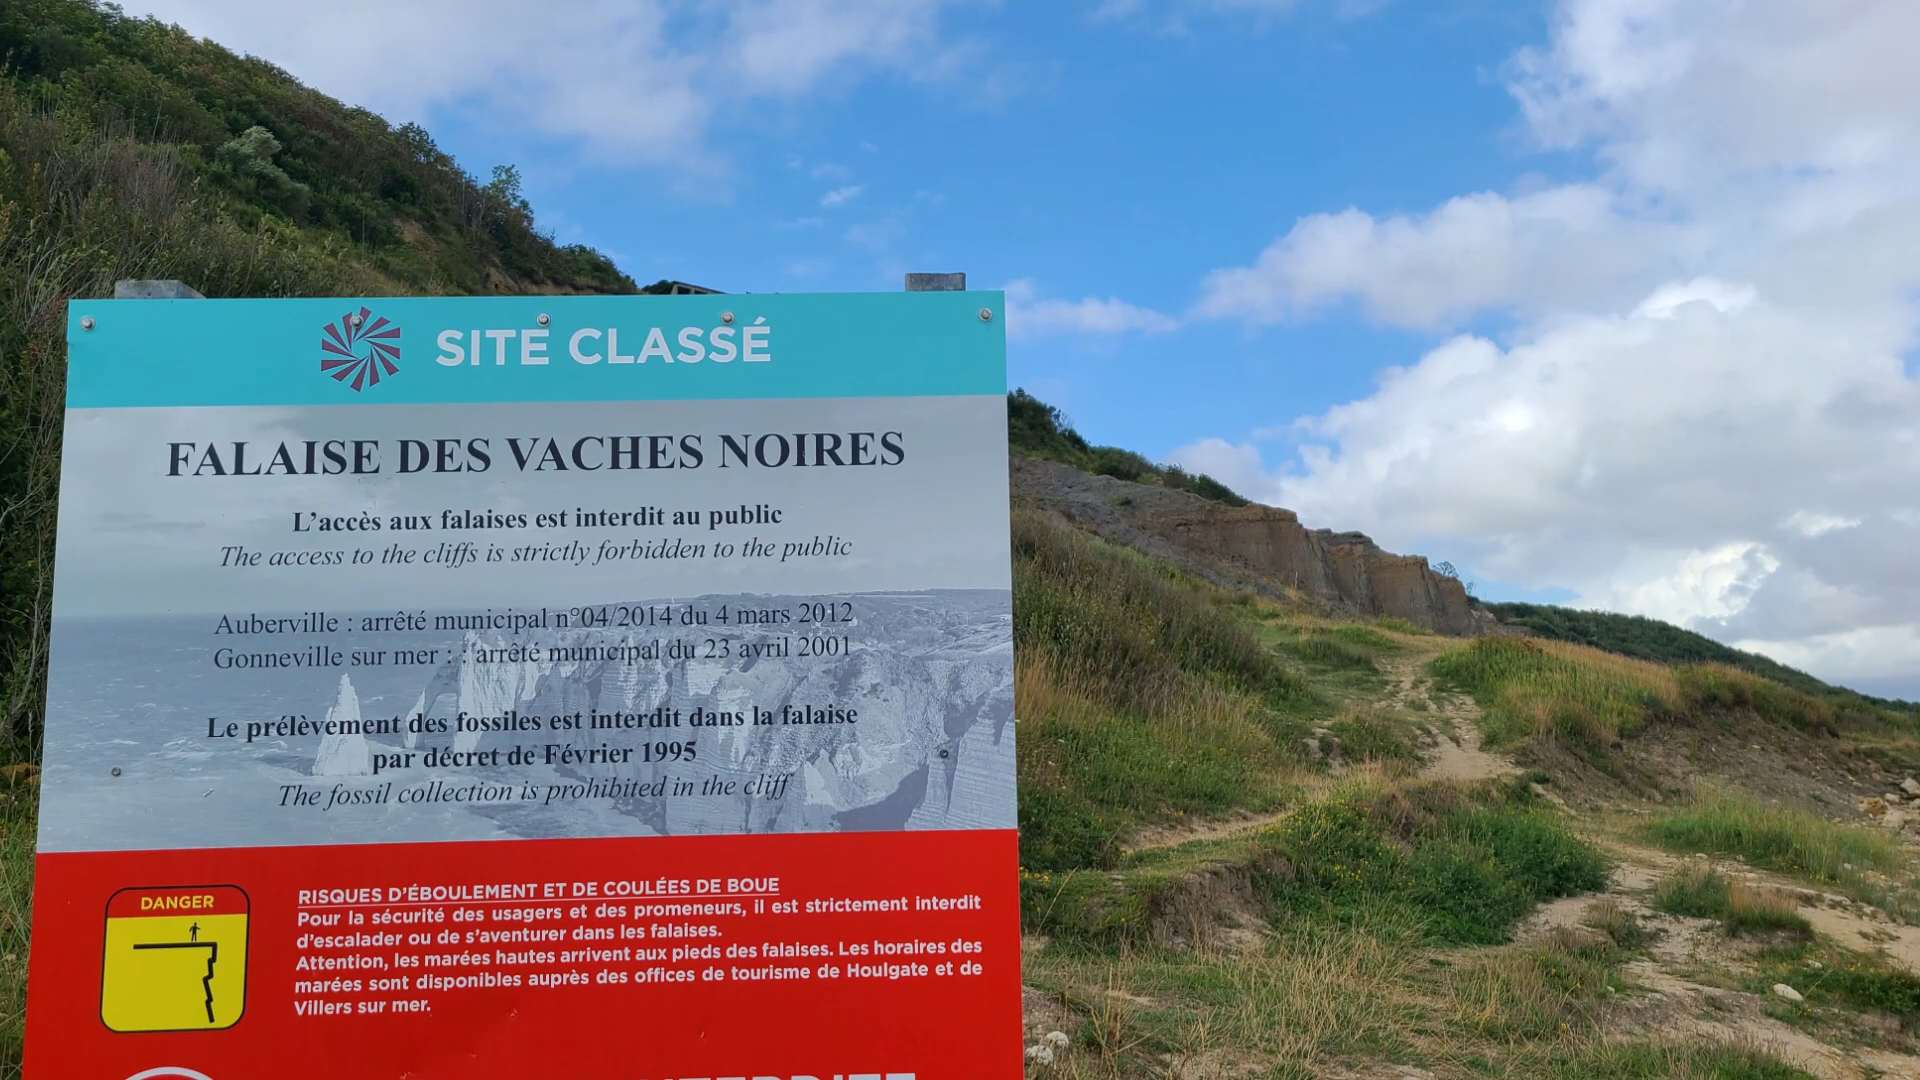 SITE CLASSÉ
FALAISE DES VACHES NOIRES
L'accès aux falaises est interdit au public
The access to the cliffs is strictly forbidden to the public
Auberville : arrêté municipal n°04/2014 du 4 mars 2012
Gonneville sur mer : : arrêté municipal du 23 avril 2001
Le prélèvement des fossiles est interdit dans la falaise
par décret de Février 1995
The fossil collection is prohibited in the cliff
DANGER
RISQUES D'ÉBOULEMENT ET DE COULÉES DE BOUE
Pour la sécurité des usagers et des promeneurs, il est strictement interdit
d'escalader ou de s'aventurer dans les falaises.
Attention, les marées hautes arrivent aux pieds des falaises. Les horaires des
marées sont disponibles auprès des offices de tourisme de Houlgate et de
Villers sur mer.